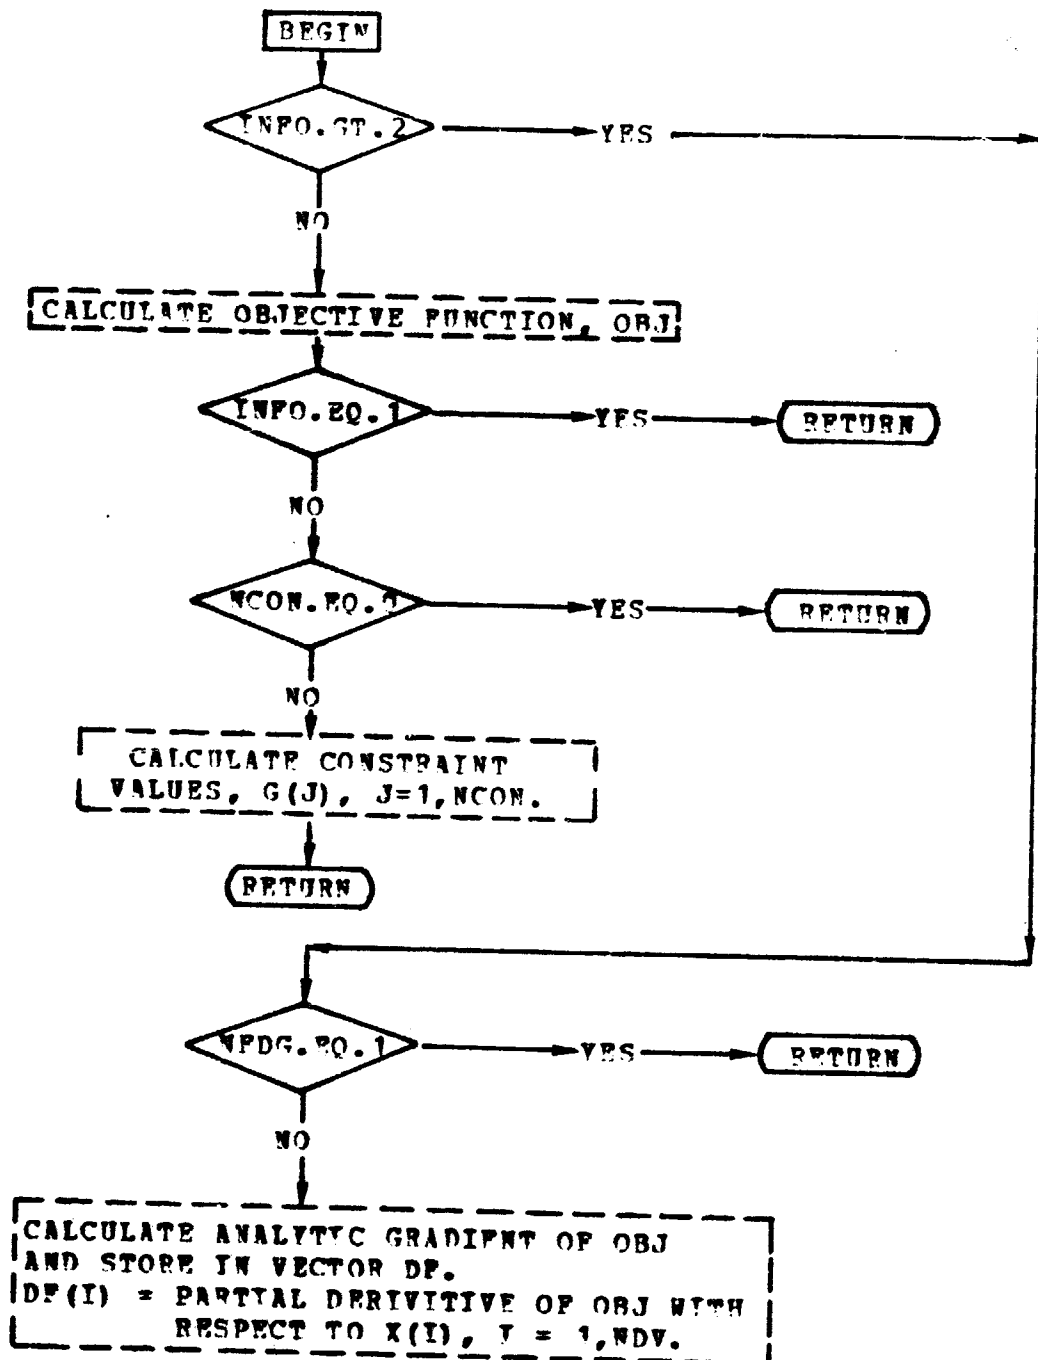 BEGIN
INFO.GT.2
YES
NO
CALCULATE OBJECTIVE FUNCTION, OBJ
INFO.EQ.1
YES
RETURN
NO
NCON.EQ.0
YES
RETURN
NO
CALCULATE CONSTRAINT
VALUES, G(J), J=1,NCON.
RETURN
NFDG.EQ.1
YES
RETURN
NO
CALCULATE ANALYTIC GRADIENT OF OBJ
AND STORE IN VECTOR DF.
DF(I) = PARTIAL DERIVITIVE OF OBJ WITH
RESPECT TO X(I), I = 1,NDV.